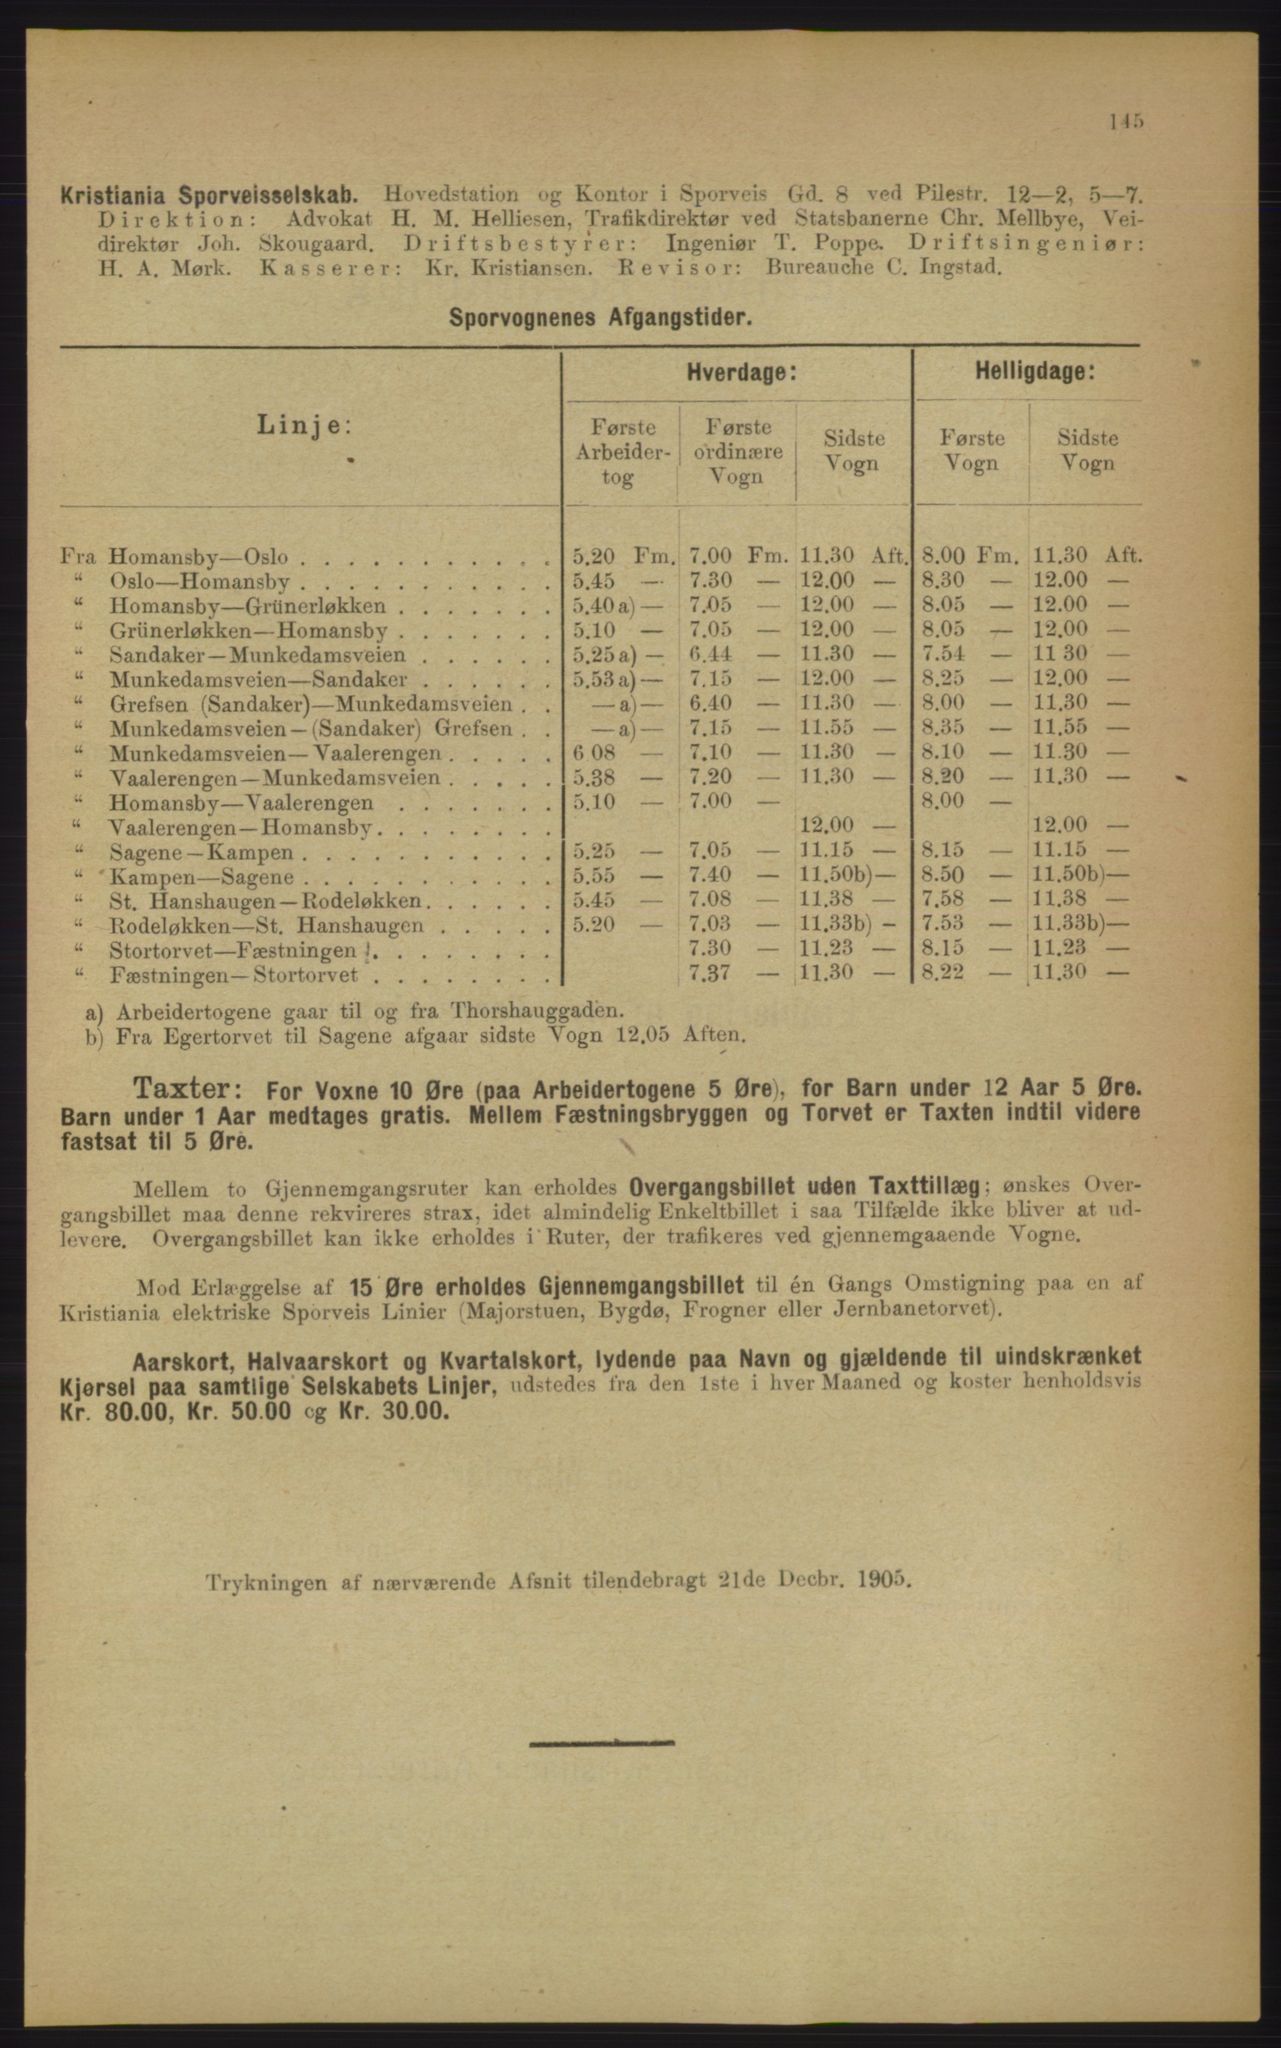 145
Kristiania Sporveisselskab. Hovedstation og Kontor i Sporveis Gd. 8 ved Pilestr. 12—2, 5—7.
Direktion: Advokat H. M. Helliesen, Trafikdirektør ved Statsbanerne Chr. Mellbye, Vei-
direktør Joh. Skougaard. Driftsbestyrer: Ingeniør T. Poppe. Driftsingeniør:
H. A. Mørk. Kasserer: Kr. Kristiansen. Revisor: Bureauche C. Ingstad.
Sporvognenes Afgangstider.
Linje: Hverdage: Helligdage:
Første Arbeider-tog Første ordinære Vogn Sidste Vogn Første Vogn Sidste Vogn
Fra Homansby—Oslo . . . . . . . . . . . 5.20 Fm. 7.00 Fm. 11.30 Aft. 8.00 Fm. 11.30 Aft.
“ Oslo—Homansby . . . . . . . . . . . 5.45 — 7.30 — 12.00 — 8.30 — 12.00 —
“ Homansby—Grünerløkken . . . . . . . 5.40 a) — 7.05 — 12.00 — 8.05 — 12.00 —
“ Grünerløkken—Homansby . . . . . . . 5.10 — 7.05 — 12.00 — 8.05 — 12.00 —
“ Sandaker—Munkedamsveien . . . . . . 5.25 a) — 6.44 — 11.30 — 7.54 — 11 30 —
“ Munkedamsveien—Sandaker . . . . . . 5.53 a) — 7.15 — 12.00 — 8.25 — 12.00 —
“ Grefsen (Sandaker)—Munkedamsveien . . — a) — 6.40 — 11.30 — 8.00 — 11.30 —
“ Munkedamsveien—(Sandaker) Grefsen . . — a) — 7.15 — 11.55 — 8.35 — 11.55 —
“ Munkedamsveien—Vaalerengen . . . . . 6 08 — 7.10 — 11.30 — 8.10 — 11.30 —
“ Vaalerengen—Munkedamsveien . . . . . 5.38 — 7.20 — 11.30 — 8.20 — 11.30 —
“ Homansby—Vaalerengen . . . . . . . 5.10 — 7.00 — 8.00 —
“ Vaalerengen—Homansby . . . . . . . . 12.00 — 12.00 —
“ Sagene—Kampen . . . . . . . . . . . 5.25 — 7.05 — 11.15 — 8.15 — 11.15 —
“ Kampen—Sagene . . . . . . . . . . . 5.55 — 7.40 — 11.50 b) — 8.50 — 11.50 b) —
“ St. Hanshaugen—Rodeløkken . . . . . . 5.45 — 7.08 — 11.38 — 7.58 — 11.38 —
“ Rodeløkken—St. Hanshaugen . . . . . 5.20 — 7.03 — 11.33 b) — 7.53 — 11.33 b) —
“ Stortorvet—Fæstningen . . . . . . . . 7.30 — 11.23 — 8.15 — 11.23 —
“ Fæstningen—Stortorvet . . . . . . . . 7.37 — 11.30 — 8.22 — 11.30 —
a) Arbeidertogene gaar til og fra Thorshauggaden.
b) Fra Egertorvet til Sagene afgaar sidste Vogn 12.05 Aften.
Taxter: For Voxne 10 Øre (paa Arbeidertogene 5 Øre), for Barn under 12 Aar 5 Øre.
Barn under 1 Aar medtages gratis. Mellem Fæstningsbryggen og Torvet er Taxten indtil videre
fastsat til 5 Øre.
Mellem to Gjennemgangsruter kan erholdes Overgangsbillet uden Taxttillæg; ønskes Over-
gangsbillet maa denne rekvireres strax, idet almindelig Enkeltbillet i saa Tilfælde ikke bliver at ud-
levere. Overgangsbillet kan ikke erholdes i Ruter, der trafikeres ved gjennemgaaende Vogne.
Mod Erlæggelse af 15 Øre erholdes Gjennemgangsbillet til én Gangs Omstigning paa en af
Kristiania elektriske Sporveis Linier (Majorstuen, Bygdø, Frogner eller Jernbanetorvet).
Aarskort, Halvaarskort og Kvartalskort, lydende paa Navn og gjældende til uindskrænket
Kjørsel paa samtlige Selskabets Linjer, udstedes fra den 1ste i hver Maaned og koster henholdsvis
Kr. 80.00, Kr. 50.00 og Kr. 30.00.
Trykningen af nærværende Afsnit tilendebragt 21de Decbr. 1905.